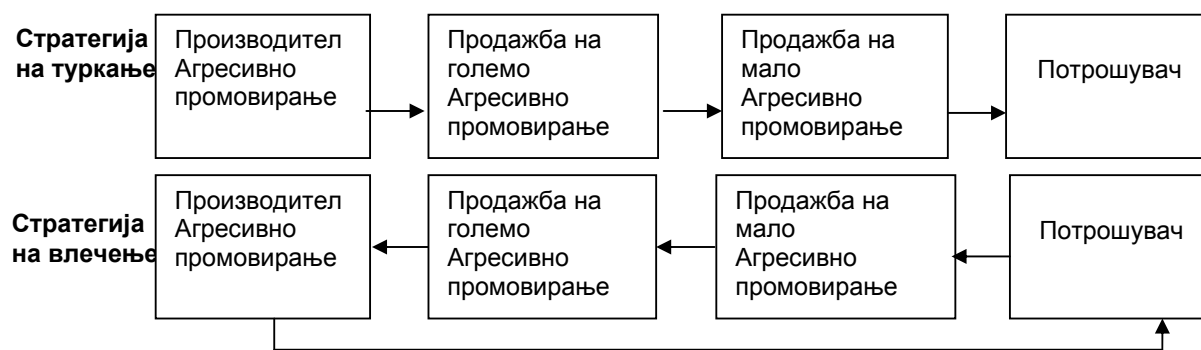 Стратегија
на туркање
Производител
Агресивно
промовирање
Продажба на
големо
Агресивно
промовирање
Продажба на
мало
Агресивно
промовирање
Потрошувач
Стратегија
на влечење
Производител
Агресивно
промовирање
Продажба на
големо
Агресивно
промовирање
Продажба на
мало
Агресивно
промовирање
Потрошувач